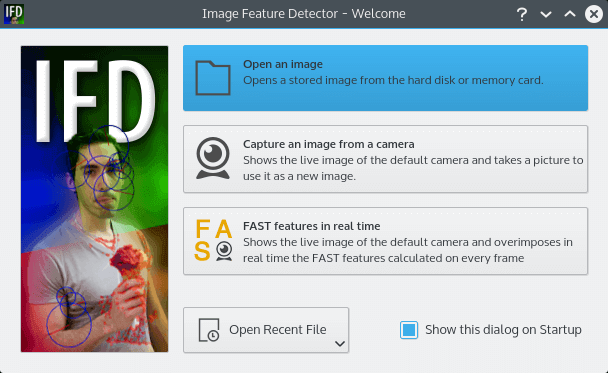 IFD
Image Feature Detector - Welcome
IFD
Open an image
Opens a stored image from the hard disk or memory card.
Capture an image from a camera
Shows the live image of the default camera and takes a picture to
use it as a new image.
F A
S
FAST features in real time
Shows the live image of the default camera and overimposes in
real time the FAST features calculated on every frame
Open Recent File
Show this dialog on Startup